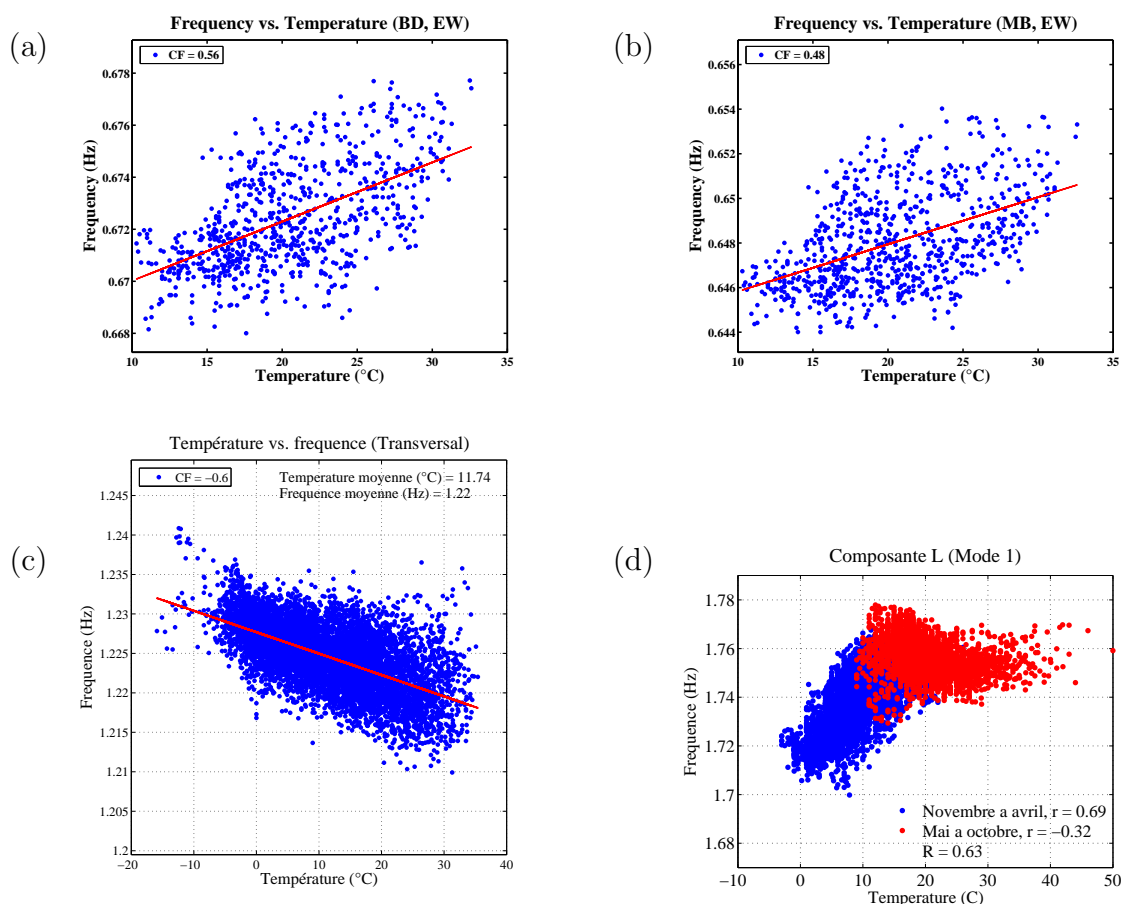 (a)
Frequency vs. Temperature (BD, EW)
CF = 0.56
0.678
0.676
0.674
0.672
0.67
0.668
Frequency (Hz)
10 15 20 25 30 35
Temperature (°C)
(b)
Frequency vs. Temperature (MB, EW)
CF = 0.48
0.656
0.654
0.652
0.65
0.648
0.646
0.644
Frequency (Hz)
10 15 20 25 30 35
Temperature (°C)
(c)
Température vs. frequence (Transversal)
CF = −0.6
Temperature moyenne (°C) = 11.74
Frequence moyenne (Hz) = 1.22
1.245
1.24
1.235
1.23
1.225
1.22
1.215
1.21
1.205
1.2
Frequence (Hz)
−20 −10 0 10 20 30 40
Température (°C)
(d)
Composante L (Mode 1)
1.78
1.76
1.74
1.72
1.7
1.68
Frequence (Hz)
Novembre a avril, r = 0.69
Mai a octobre, r = −0.32
R = 0.63
−10 0 10 20 30 40 50
Temperature (C)